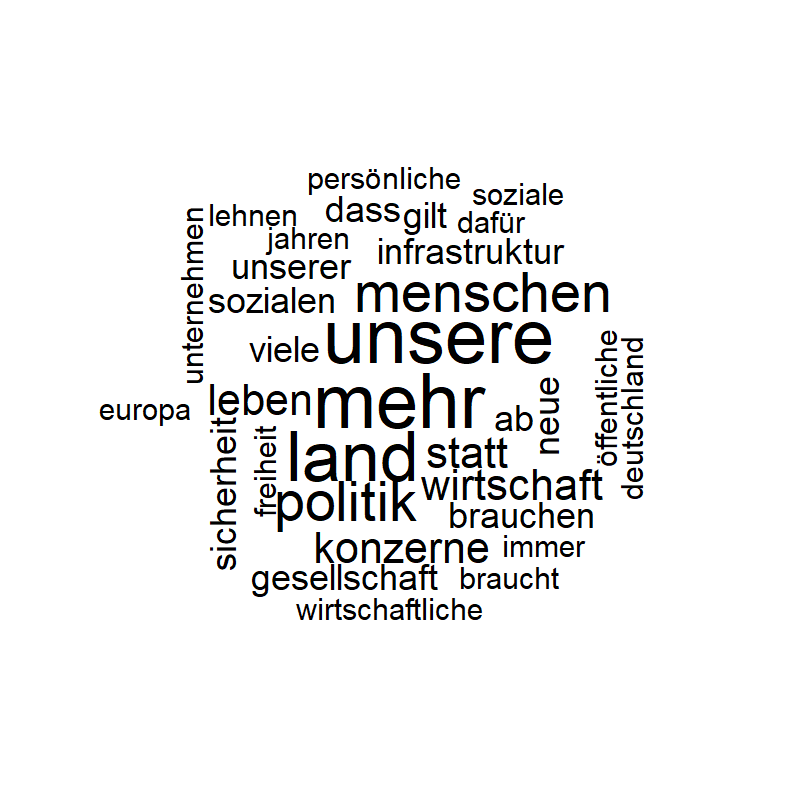 persönliche
soziale
lehnen
dass
gilt
dafür
jahren
infrastruktur
unserer
sozialen
menschen
unternehmen
viele
unsere
europa
leben
mehr
ab
neue
öffentliche
deutschland
sicherheit
freiheit
land
statt
politik
wirtschaft
brauchen
konzerne
immer
gesellschaft
braucht
wirtschaftliche